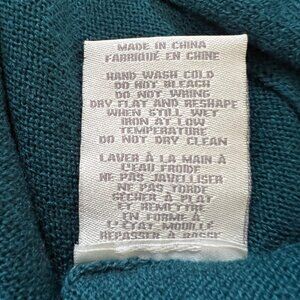 MADE IN CHINA
FABRIQUÉ EN CHINE
HAND WASH COLD
DO NOT BLEACH
DO NOT WRING
DRY FLAT AND RESHAPE
WHEN STILL WET
IRON AT LOW
TEMPERATURE
DO NOT DRY CLEAN
LAVER À LA MAIN À
L'EAU FROIDE
NE PAS JAVELLISER
NE PAS TORDE
SÉCHER À PLAT
ET REMETTRE
EN FORME À
L'ÉTAT MOUILLÉ
REPASSER À BASSE